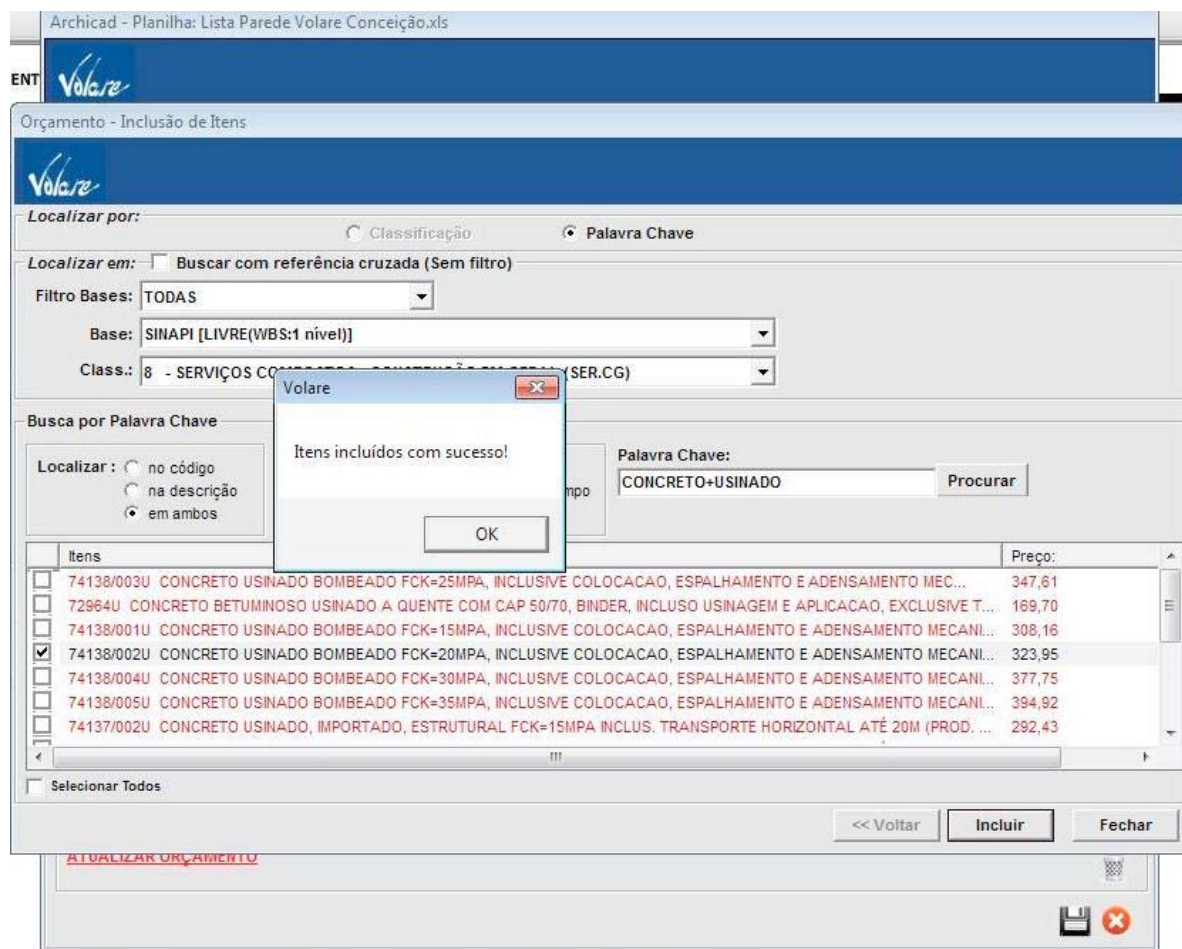 Archicad - Planilha: Lista Parede Volare Conceição.xls
ENT
Volare
Orçamento - Inclusão de Itens
Volare
Localizar por:
Classificação
Palavra Chave
Localizar em:
Buscar com referência cruzada (Sem filtro)
Filtro Bases:
TODAS
Base:
SINAPI [LIVRE(WBS:1 nível)]
Class.:
8 - SERVIÇOS (SER.CG)
Volare
Itens incluídos com sucesso!
OK
Busca por Palavra Chave
Localizar :
no código
na descrição
em ambos
mpo
Palavra Chave:
CONCRETO+USINADO
Procurar
Itens Preço:
74138/003U CONCRETO USINADO BOMBEADO FCK=25MPA, INCLUSIVE COLOCACAO, ESPALHAMENTO E ADENSAMENTO MEC... 347,61
72964U CONCRETO BETUMINOSO USINADO A QUENTE COM CAP 50/70, BINDER, INCLUSO USINAGEM E APLICACAO, EXCLUSIVE T... 169,70
74138/001U CONCRETO USINADO BOMBEADO FCK=15MPA, INCLUSIVE COLOCACAO, ESPALHAMENTO E ADENSAMENTO MECANI... 308,16
74138/002U CONCRETO USINADO BOMBEADO FCK=20MPA, INCLUSIVE COLOCACAO, ESPALHAMENTO E ADENSAMENTO MECANI... 323,95
74138/004U CONCRETO USINADO BOMBEADO FCK=30MPA, INCLUSIVE COLOCACAO, ESPALHAMENTO E ADENSAMENTO MECANI... 377,75
74138/005U CONCRETO USINADO BOMBEADO FCK=35MPA, INCLUSIVE COLOCACAO, ESPALHAMENTO E ADENSAMENTO MECANI... 394,92
74137/002U CONCRETO USINADO, IMPORTADO, ESTRUTURAL FCK=15MPA INCLUS. TRANSPORTE HORIZONTAL ATÉ 20M (PROD. ... 292,43
Selecionar Todos
<< Voltar
Incluir
Fechar
ATUALIZAR ORÇAMENTO